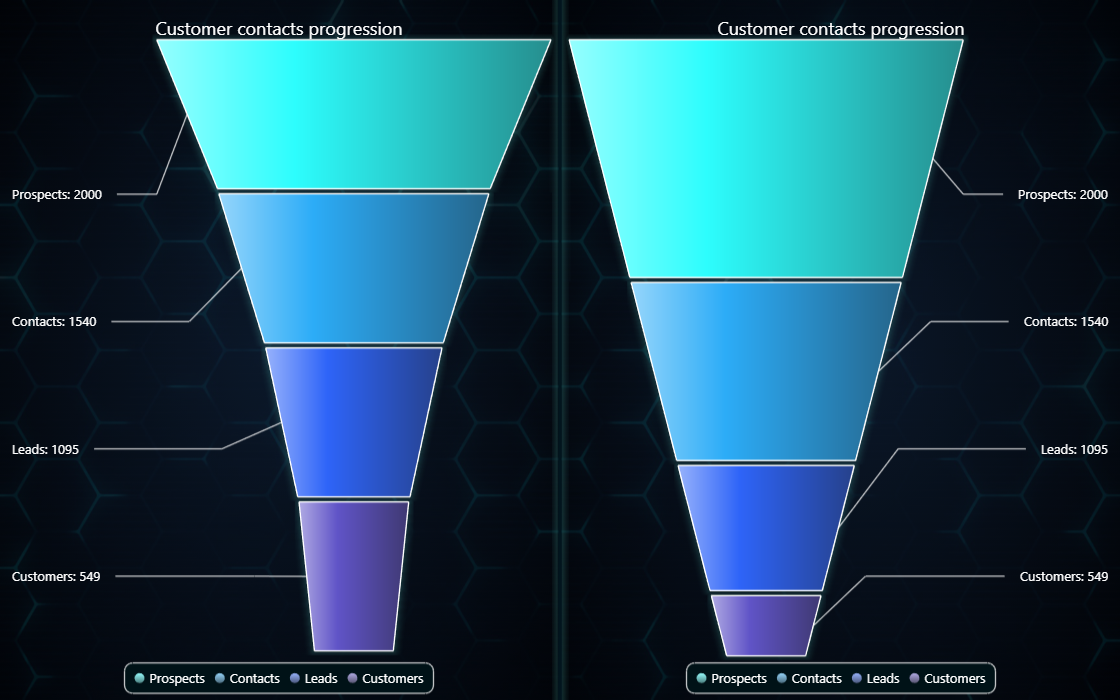 Customer contacts progression
Prospects: 2000
Contacts: 1540
Leads: 1095
Customers: 549
Prospects Contacts Leads Customers
Customer contacts progression
Prospects: 2000
Contacts: 1540
Leads: 1095
Customers: 549
Prospects Contacts Leads Customers